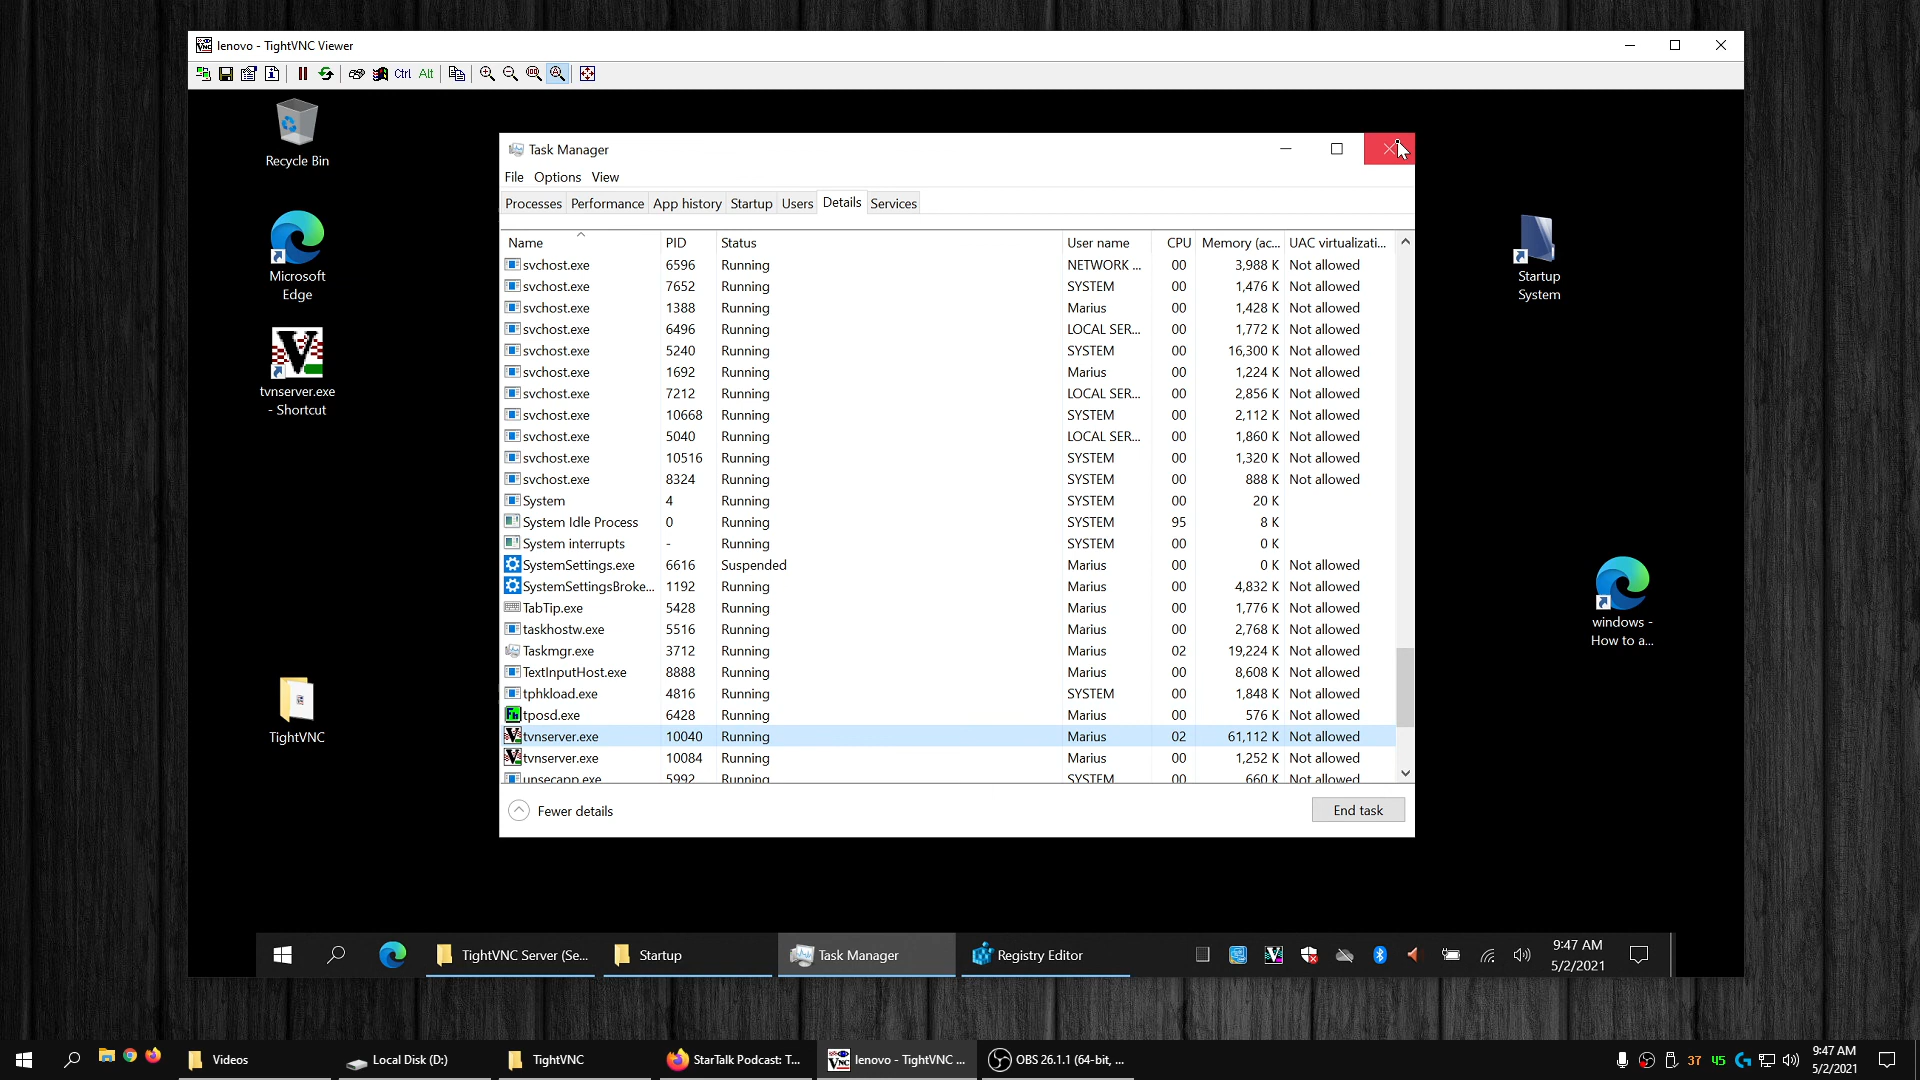 lenovo - TightVNC Viewer
Ctrl Alt
Recycle Bin
Microsoft
Edge
tvnserver.exe
- Shortcut
TightVNC
Startup
System
windows -
How to a...
Task Manager
File Options View
Processes Performance App history Startup Users Details Services
Name PID Status User name CPU Memory (ac... UAC virtualizati...
svchost.exe 6596 Running NETWORK ... 00 3,988 K Not allowed
svchost.exe 7652 Running SYSTEM 00 1,476 K Not allowed
svchost.exe 1388 Running Marius 00 1,428 K Not allowed
svchost.exe 6496 Running LOCAL SER... 00 1,772 K Not allowed
svchost.exe 5240 Running SYSTEM 00 16,300 K Not allowed
svchost.exe 1692 Running Marius 00 1,224 K Not allowed
svchost.exe 7212 Running LOCAL SER... 00 2,856 K Not allowed
svchost.exe 10668 Running SYSTEM 00 2,112 K Not allowed
svchost.exe 5040 Running LOCAL SER... 00 1,860 K Not allowed
svchost.exe 10516 Running SYSTEM 00 1,320 K Not allowed
svchost.exe 8324 Running SYSTEM 00 888 K Not allowed
System 4 Running SYSTEM 00 20 K
System Idle Process 0 Running SYSTEM 95 8 K
System interrupts - Running SYSTEM 00 0 K
SystemSettings.exe 6616 Suspended Marius 00 0 K Not allowed
SystemSettingsBroke... 1192 Running Marius 00 4,832 K Not allowed
TabTip.exe 5428 Running Marius 00 1,776 K Not allowed
taskhostw.exe 5516 Running Marius 00 2,768 K Not allowed
Taskmgr.exe 3712 Running Marius 02 19,224 K Not allowed
TextInputHost.exe 8888 Running Marius 00 8,608 K Not allowed
tphkload.exe 4816 Running SYSTEM 00 1,848 K Not allowed
tposd.exe 6428 Running Marius 00 576 K Not allowed
tvnserver.exe 10040 Running Marius 02 61,112 K Not allowed
tvnserver.exe 10084 Running Marius 00 1,252 K Not allowed
unsecapp.exe 5992 Running SYSTEM 00 660 K Not allowed
Fewer details
End task
TightVNC Server (Se... Startup Task Manager Registry Editor
9:47 AM
5/2/2021
Videos Local Disk (D:) TightVNC StarTalk Podcast: T... lenovo - TightVNC ... OBS 26.1.1 (64-bit, ...
37 45
9:47 AM
5/2/2021